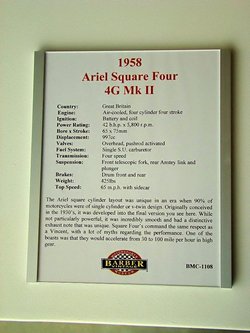 1958
Ariel Square Four
4G Mk II
Country: Great Britain
Engine: Air-cooled, four cylinder four stroke
Ignition: Battery and coil
Power Rating: 42 b.h.p. x 5,800 r.p.m.
Bore x Stroke: 65 x 75mm
Displacement: 997cc
Valves: Overhead, pushrod activated
Fuel System: Single S.U. carburetor
Transmission: Four speed
Suspension: Front telescopic fork, rear Anstey link and
plunger
Brakes: Drum front and rear
Weight: 425lbs
Top Speed: 65 m.p.h. with sidecar
The Ariel square cylinder layout was unique in an era when 90% of
motorcycles were of single cylinder or v-twin design. Originally conceived
in the 1930's, it was developed into the final version you see here. While
not particularly powerful, it was incredibly smooth and had a distinctive
exhaust note that was unique. Square Four's command the same respect as
a Vincent, with a lot of myths regarding the performance. One of the
boasts was that they would accelerate from 10 to 100 mile per hour in high
gear.
BARBER
BMC-1108